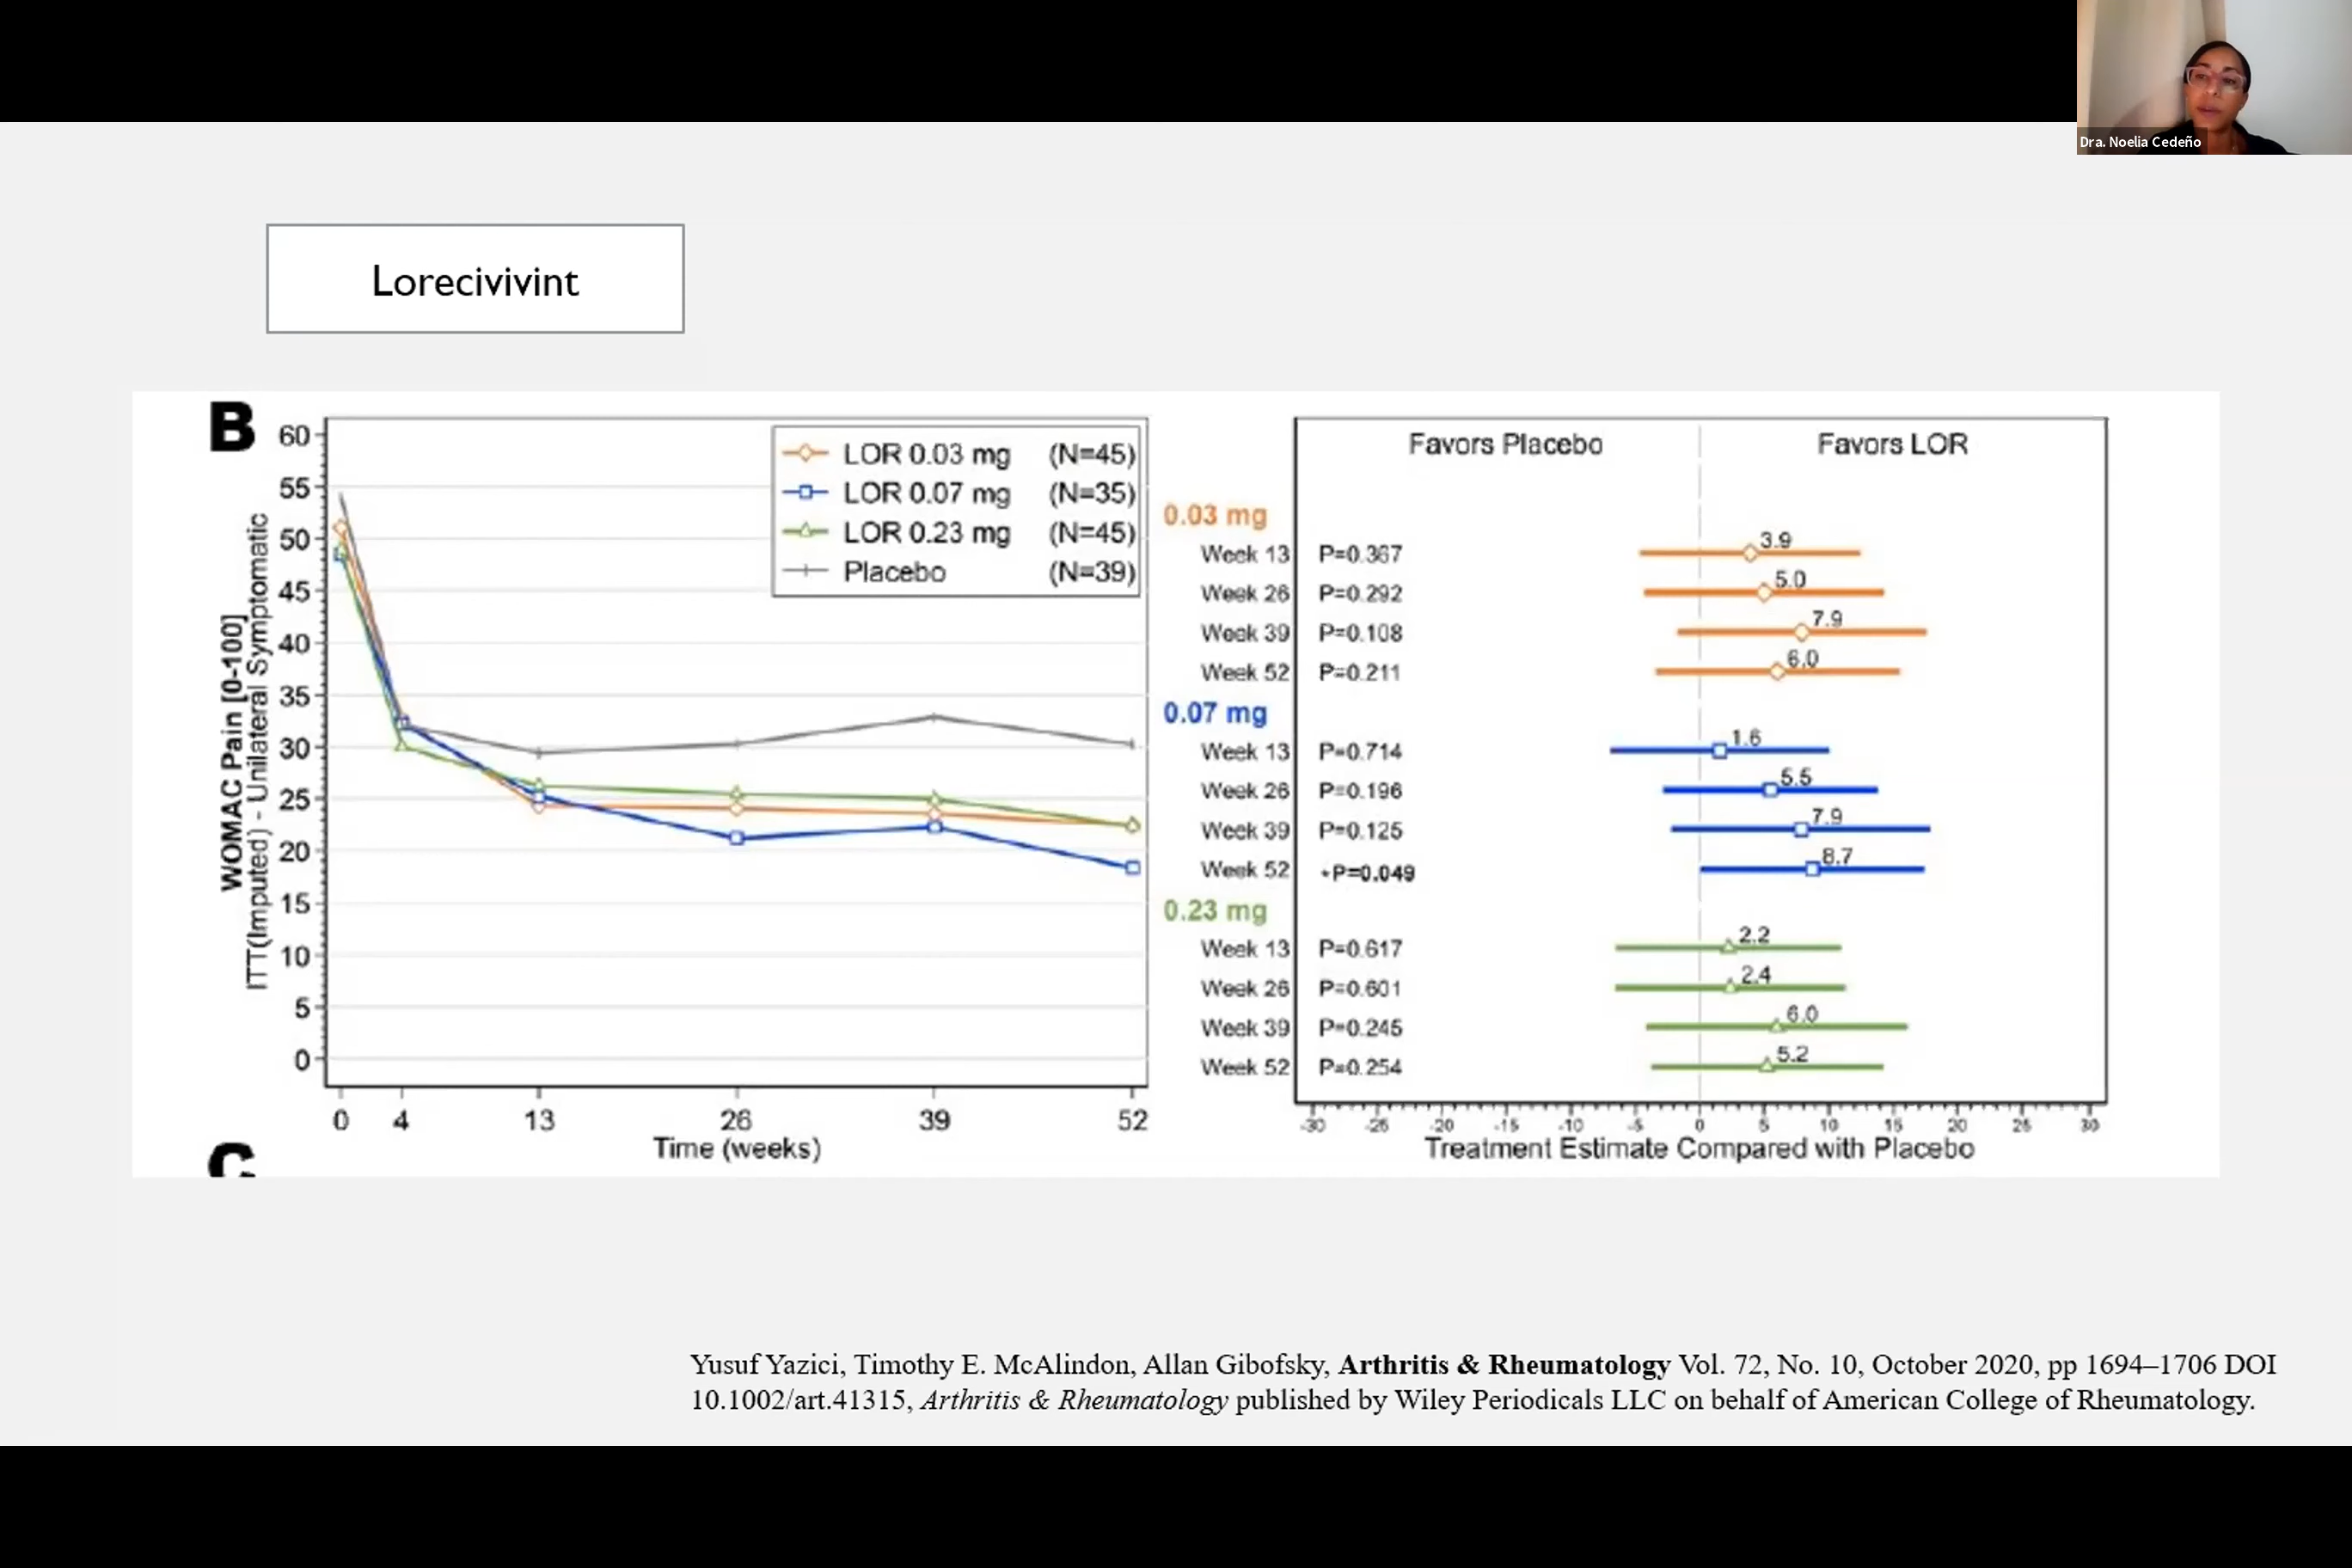 Dra. Noelia Cedeño
Lorecivivint
B
WOMAC Pain [0-100]
ITT(Imputed) - Unilateral Symptomatic
60
55
50
45
40
35
30
25
20
15
10
5
0
LOR 0.03 mg (N=45)
LOR 0.07 mg (N=35)
LOR 0.23 mg (N=45)
Placebo (N=39)
0 4 13 26 39 52
Time (weeks)
Favors Placebo Favors LOR
0.03 mg
Week 13 P=0.367 3.9
Week 26 P=0.292 5.0
Week 39 P=0.108 7.9
Week 52 P=0.211 6.0
0.07 mg
Week 13 P=0.714 1.6
Week 26 P=0.196 5.5
Week 39 P=0.125 7.9
Week 52 *P=0.049 8.7
0.23 mg
Week 13 P=0.617 2.2
Week 26 P=0.601 2.4
Week 39 P=0.245 6.0
Week 52 P=0.254 5.2
-30 -25 -20 -15 -10 -5 0 5 10 15 20 25 30
Treatment Estimate Compared with Placebo
C
Yusuf Yazici, Timothy E. McAlindon, Allan Gibofsky, Arthritis & Rheumatology Vol. 72, No. 10, October 2020, pp 1694–1706 DOI
10.1002/art.41315, Arthritis & Rheumatology published by Wiley Periodicals LLC on behalf of American College of Rheumatology.